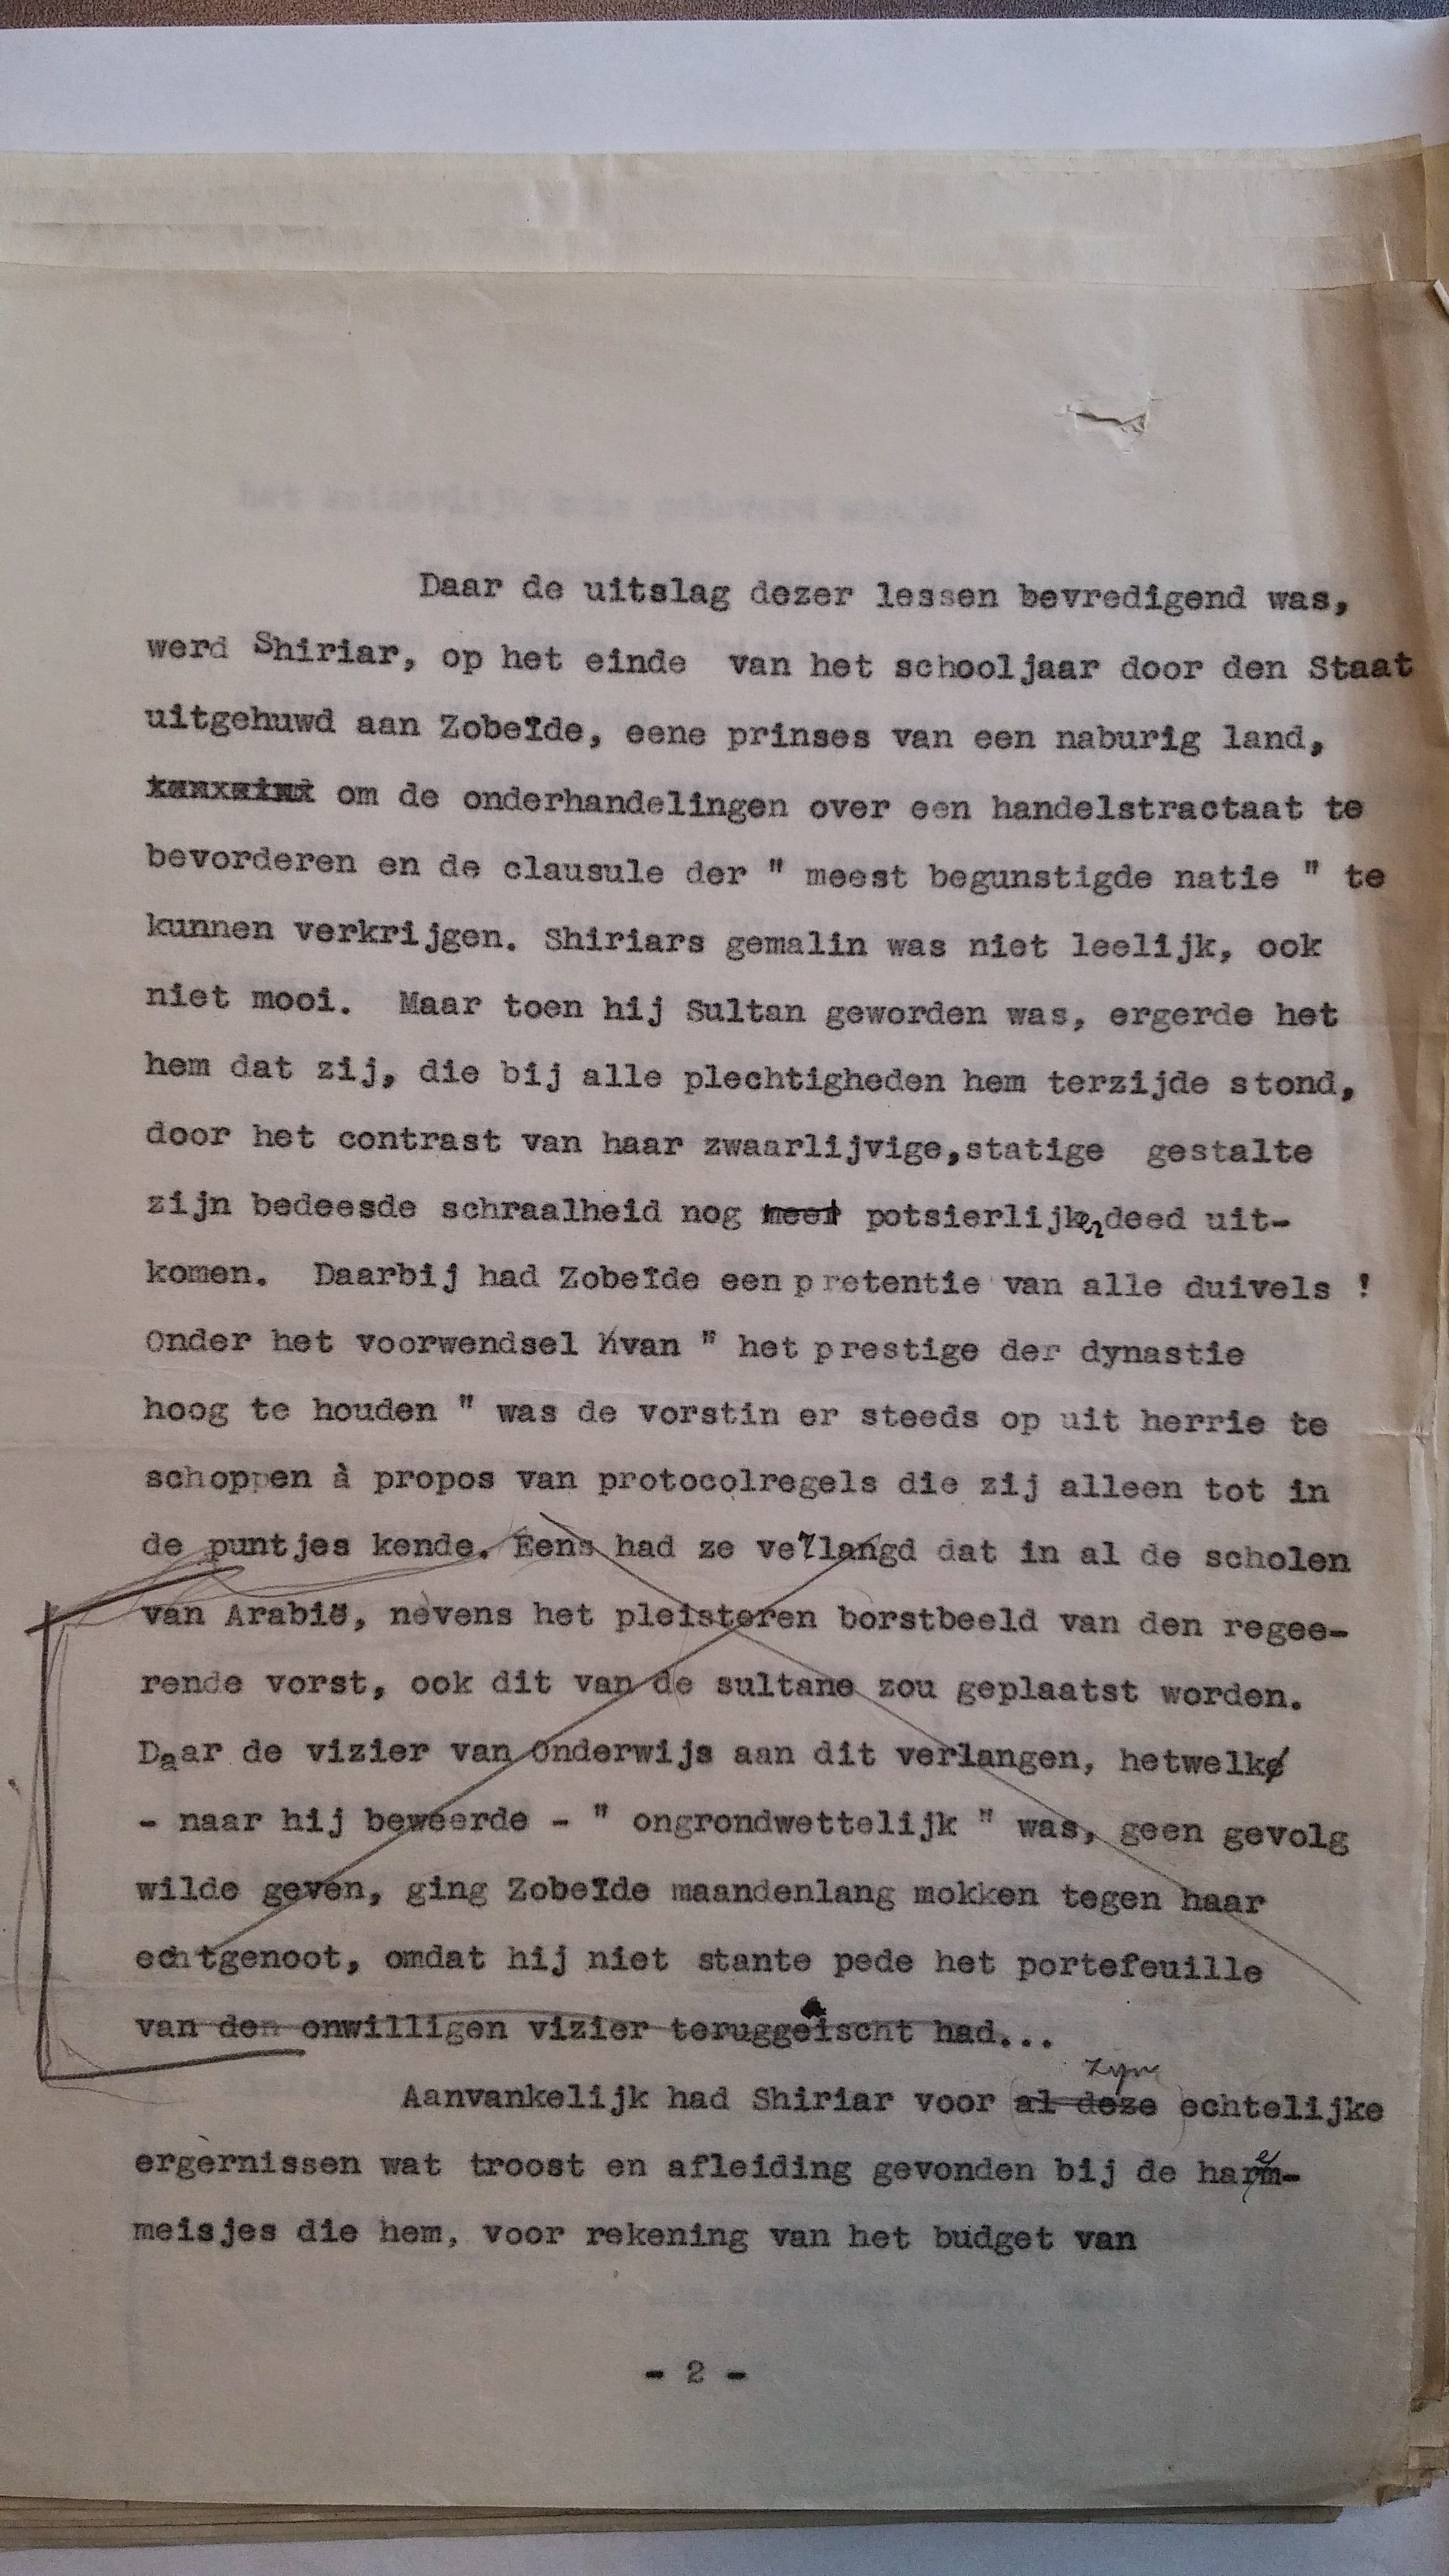 Daar de uitslag dezer lessen bevredigend was,
werd Shiriar, op het einde van het schooljaar door den Staat
uitgehuwd aan Zobeïde, eene prinses van een naburig land,
om de onderhandelingen over een handelstractaat te
bevorderen en de clausule der " meest begunstigde natie " te
kunnen verkrijgen. Shiriars gemalin was niet leelijk, ook
niet mooi. Maar toen hij Sultan geworden was, ergerde het
hem dat zij, die bij alle plechtigheden hem terzijde stond,
door het contrast van haar zwaarlijvige,statige gestalte
zijn bedeesde schraalheid nog meer potsierlijker deed uit-
komen. Daarbij had Zobeïde een pretentie van alle duivels !
Onder het voorwendsel van " het prestige der dynastie
hoog te houden " was de vorstin er steeds op uit herrie te
schoppen à propos van protocolregels die zij alleen tot in
de puntjes kende. Eens had ze verlangd dat in al de scholen
van Arabië, nevens het pleisteren borstbeeld van den regee-
rende vorst, ook dit van de sultane zou geplaatst worden.
Daar de vizier van Onderwijs aan dit verlangen, hetwelk
- naar hij beweerde - " ongrondwettelijk " was, geen gevolg
wilde geven, ging Zobeïde maandenlang mokken tegen haar
echtgenoot, omdat hij niet stante pede het portefeuille
van den onwilligen vizier teruggeischt had...
zijne
Aanvankelijk had Shiriar voor al deze echtelijke
ergernissen wat troost en afleiding gevonden bij de harem-
meisjes die hem, voor rekening van het budget van
- 2 -